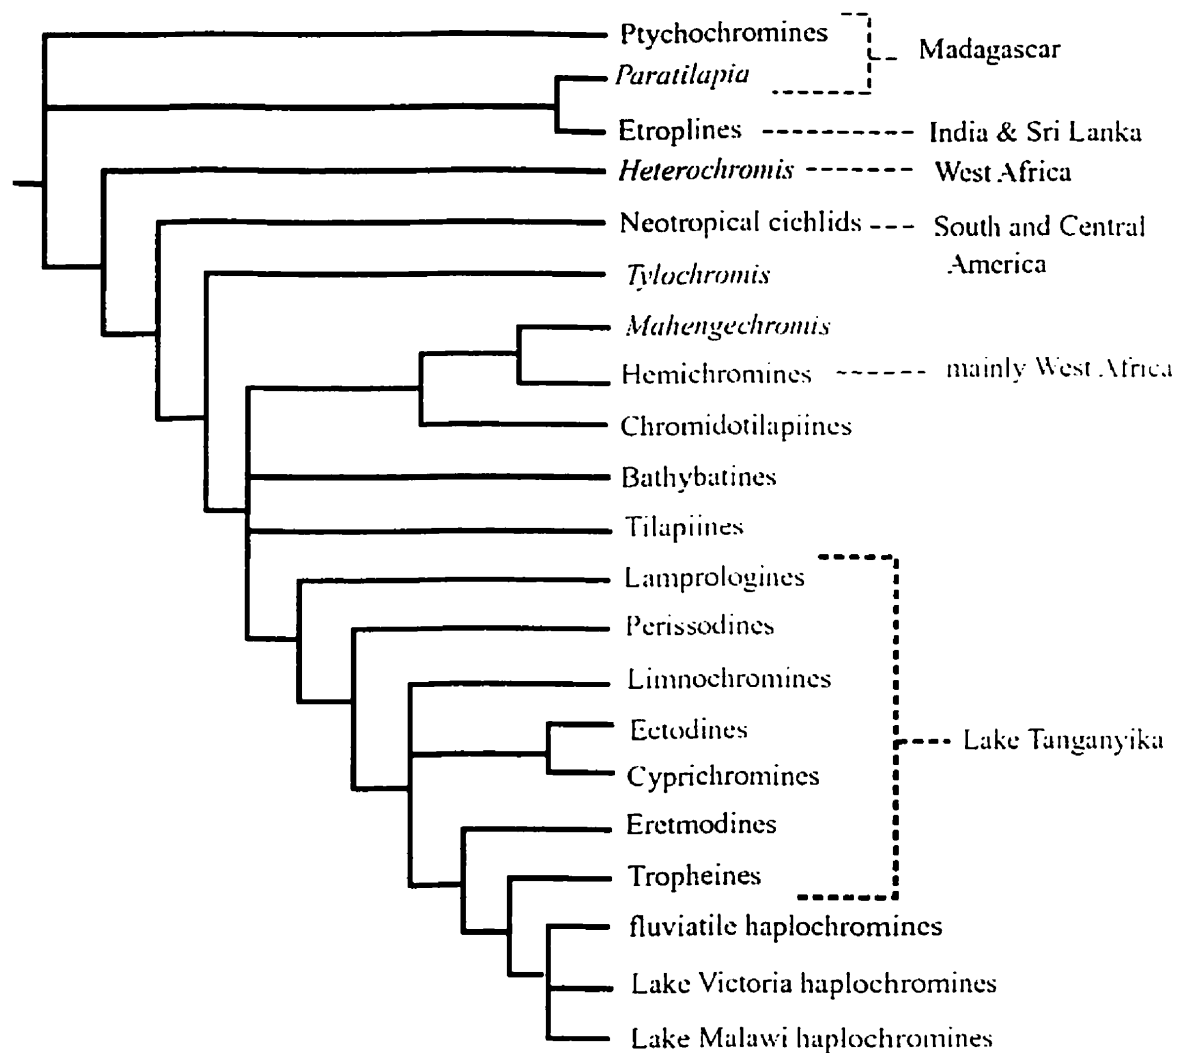 Ptychochromines
Madagascar
Paratilapia
Etroplines
India & Sri Lanka
Heterochromis
West Africa
Neotropical cichlids
South and Central
America
Tylochromis
Mahengechromis
Hemichromines
mainly West Africa
Chromidotilapiines
Bathybatines
Tilapiines
Lamprologines
Perissodines
Limnochromines
Ectodines
Lake Tanganyika
Cyprichromines
Eretmodines
Tropheines
fluviatile haplochromines
Lake Victoria haplochromines
Lake Malawi haplochromines